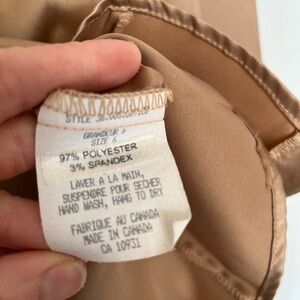 STYLE
GRANDEUR 6
SIZE 6
97% POLYESTER
3% SPANDEX
LAVER A LA MAIN,
SUSPENDRE POUR SECHER
HAND WASH, HANG TO DRY
FABRIQUE AU CANADA
MADE IN CANADA
CA 10931